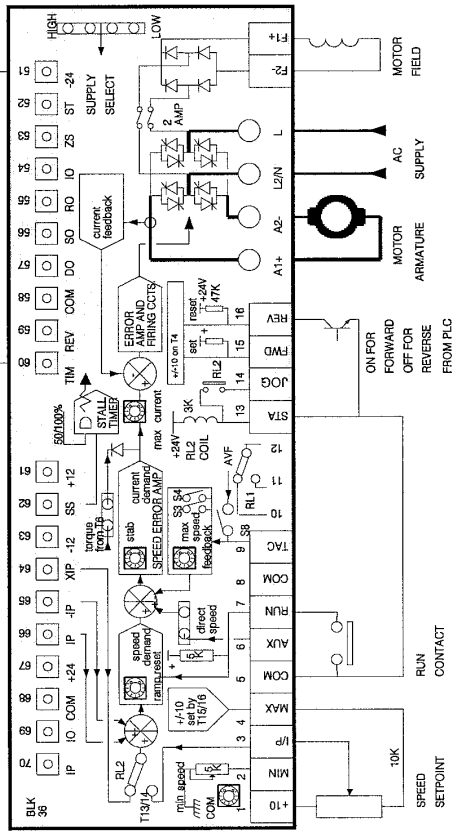 HIGH
LOW
SUPPLY
SELECT
51
-24
52
ST
53
ZS
54
IO
55
RO
56
SO
57
DO
58
COM
59
REV
60
TIM
61
+12
62
SS
63
-12
64
XIP
65
-IP
66
IP
67
+24
68
COM
69
IO
70
IP
BLK
36
2
AMP
current
feedback
ERROR
AMP AND
FIRING CCTS
+/-10 on T4
reset
+24V
47K
set
RL2
3K
+24V
RL2
COIL
50/100%
STALL
TIMER
max current
torque
from T8
current
demand
stab
SPEED ERROR AMP
S3 S4
max
speed
feedback
AVF
RL1
S8
direct
speed
5
K
speed
demand
ramp.reset
+/-10
set by
T15/16
RL2
T13/14
min speed
5
K
COM
F1+
F2-
L
L2/N
A2-
A1+
16
REV
15
FWD
14
JOG
13
STA
12
11
10
9
TAC
8
COM
7
RUN
6
AUX
5
COM
4
MAX
3
I/P
2
MIN
1
+10
MOTOR
FIELD
AC
SUPPLY
MOTOR
ARMATURE
ON FOR
FORWARD
OFF FOR
REVERSE
FROM PLC
RUN
CONTACT
10K
SPEED
SETPOINT